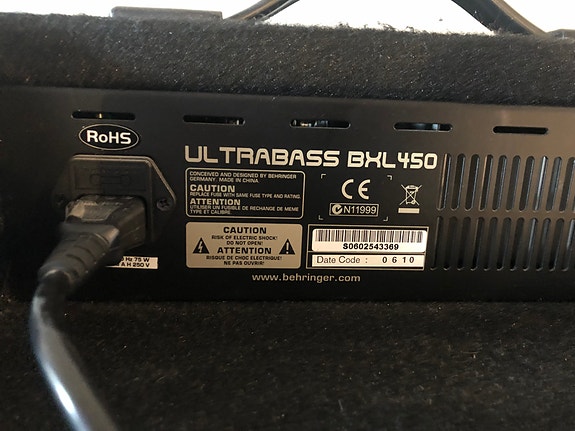 RoHS
ULTRABASS BXL450
CONCEIVED AND DESIGNED BY BEHRINGER
GERMANY. MADE IN CHINA
CAUTION
REPLACE FUSE WITH SAME FUSE TYPE AND RATING.
ATTENTION
UTILISER UN FUSIBLE DE RECHANGE DE MEME
TYPE ET CALIBRE.
CE
N11999
CAUTION
RISK OF ELECTRIC SHOCK!
DO NOT OPEN!
ATTENTION
RISQUE DE CHOC ELECTRIQUE!
NE PAS OUVRIR!
S0602543369
Date Code : 0610
www.behringer.com
Hz 75 W
A H 250 V